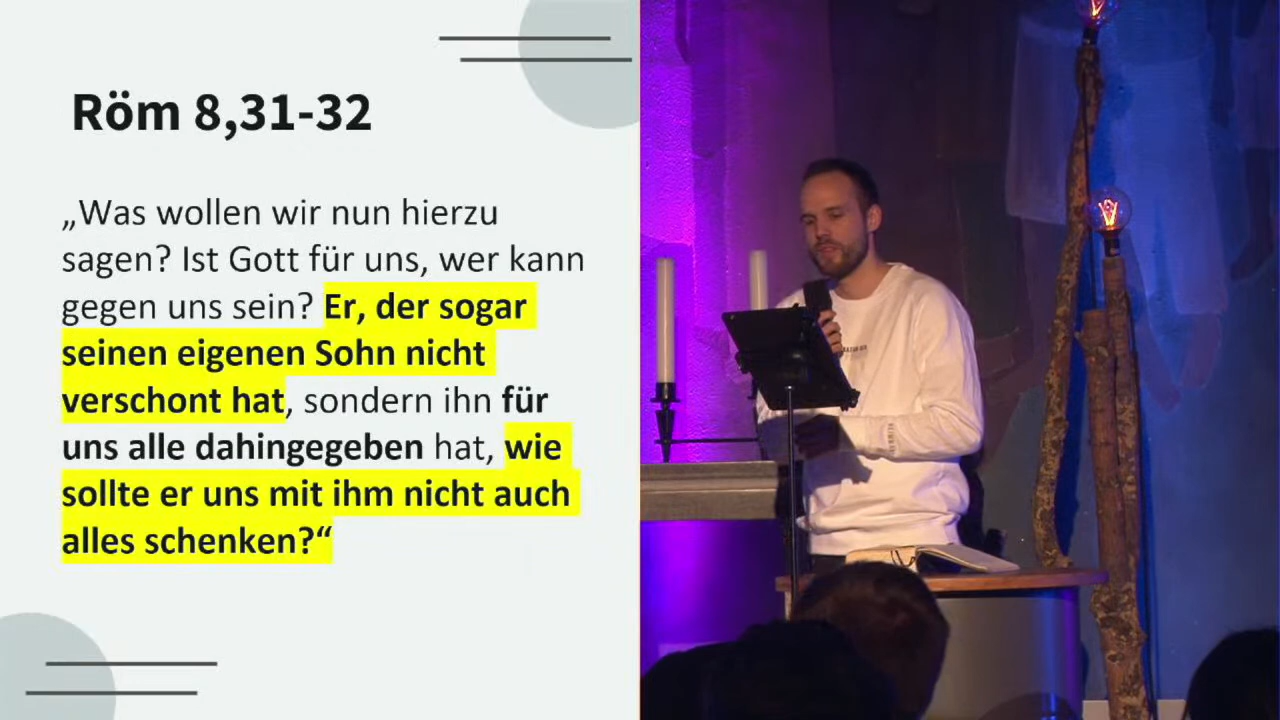 Röm 8,31-32
„Was wollen wir nun hierzu
sagen? Ist Gott für uns, wer kann
gegen uns sein? Er, der sogar
seinen eigenen Sohn nicht
verschont hat, sondern ihn für
uns alle dahingegeben hat, wie
sollte er uns mit ihm nicht auch
alles schenken?“